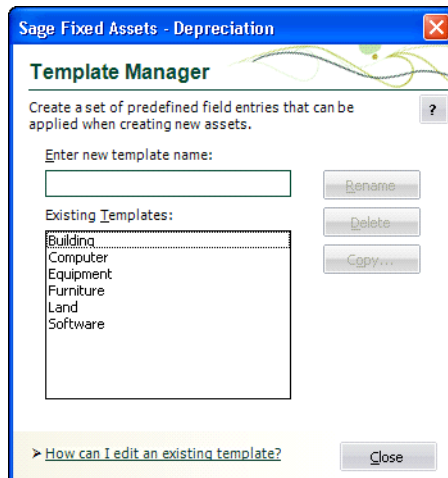 Sage Fixed Assets - Depreciation
Template Manager
Create a set of predefined field entries that can be
applied when creating new assets.
?
Enter new template name:
Rename
Existing Templates:
Delete
Building
Copy...
Computer
Equipment
Furniture
Land
Software
➤ How can I edit an existing template?
Close